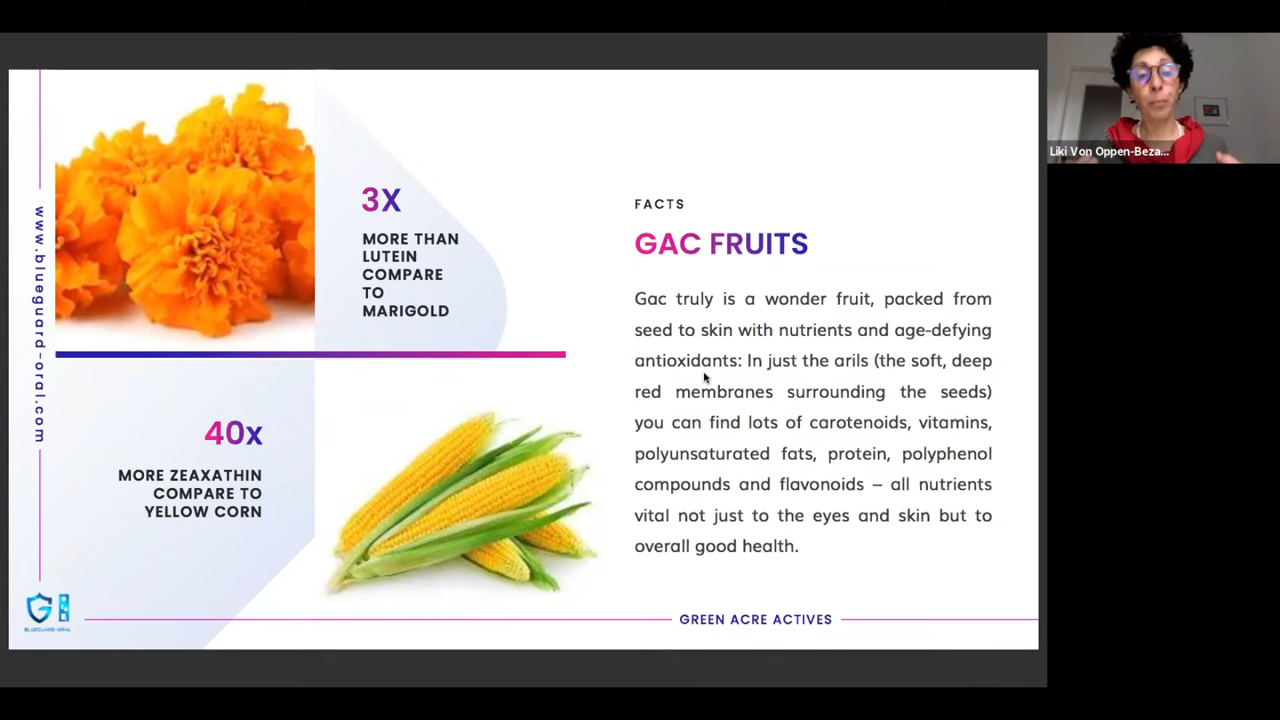 www.blueguard-oral.com
3X
MORE THAN
LUTEIN
COMPARE
TO
MARIGOLD
40x
MORE ZEAXATHIN
COMPARE TO
YELLOW CORN
FACTS
GAC FRUITS
Gac truly is a wonder fruit, packed from
seed to skin with nutrients and age-defying
antioxidants: In just the arils (the soft, deep
red membranes surrounding the seeds)
you can find lots of carotenoids, vitamins,
polyunsaturated fats, protein, polyphenol
compounds and flavonoids – all nutrients
vital not just to the eyes and skin but to
overall good health.
BLUEGUARD-ORAL
GREEN ACRE ACTIVES
Liki Von Oppen-Beza...